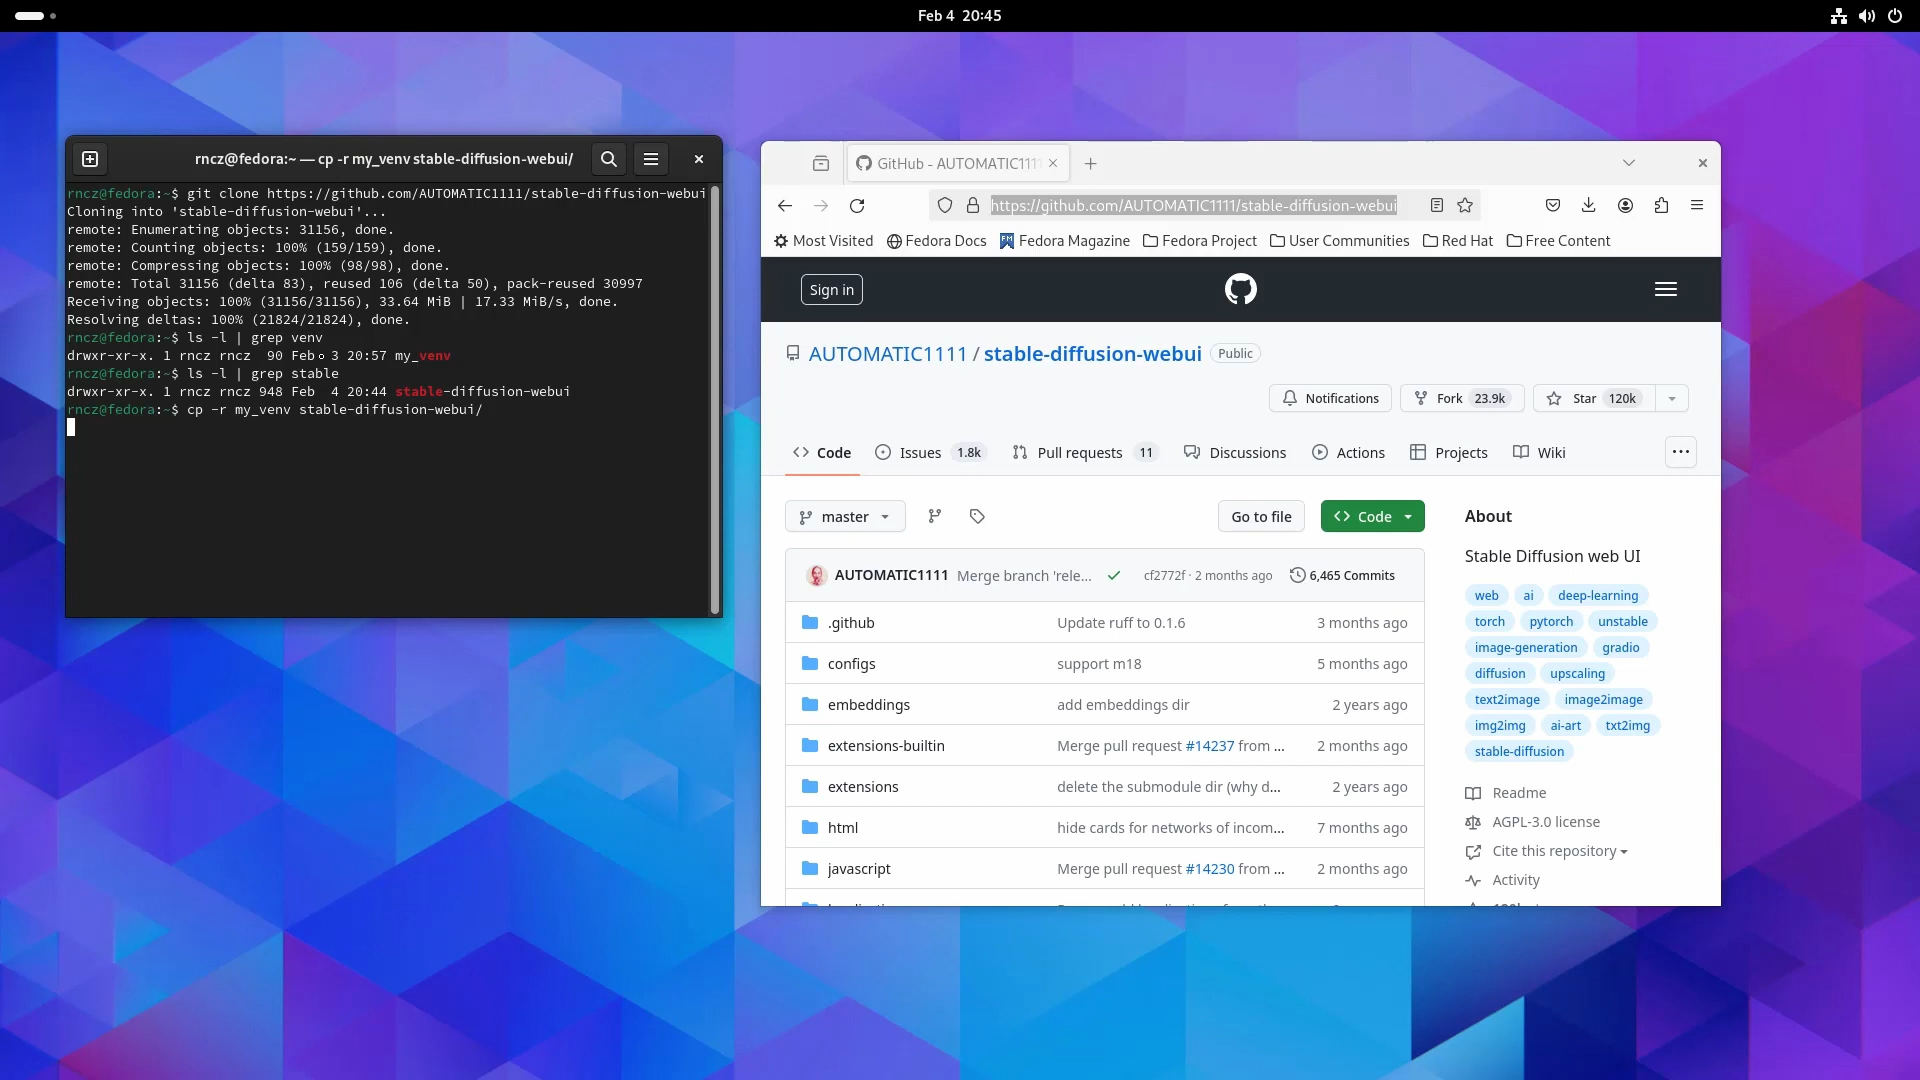 Feb 4 20:45
rncz@fedora:~ — cp -r my_venv stable-diffusion-webui/
rncz@fedora:~$ git clone https://github.com/AUTOMATIC1111/stable-diffusion-webui
Cloning into 'stable-diffusion-webui'...
remote: Enumerating objects: 31156, done.
remote: Counting objects: 100% (159/159), done.
remote: Compressing objects: 100% (98/98), done.
remote: Total 31156 (delta 83), reused 106 (delta 50), pack-reused 30997
Receiving objects: 100% (31156/31156), 33.64 MiB | 17.33 MiB/s, done.
Resolving deltas: 100% (21824/21824), done.
rncz@fedora:~$ ls -l | grep venv
drwxr-xr-x. 1 rncz rncz  90 Feb  3 20:57 my_venv
rncz@fedora:~$ ls -l | grep stable
drwxr-xr-x. 1 rncz rncz 948 Feb  4 20:44 stable-diffusion-webui
rncz@fedora:~$ cp -r my_venv stable-diffusion-webui/
GitHub - AUTOMATIC111
https://github.com/AUTOMATIC1111/stable-diffusion-webui
Most Visited Fedora Docs Fedora Magazine Fedora Project User Communities Red Hat Free Content
Sign in
AUTOMATIC1111 / stable-diffusion-webui Public
Notifications Fork 23.9k Star 120k
Code Issues 1.8k Pull requests 11 Discussions Actions Projects Wiki
master Go to file Code
AUTOMATIC1111 Merge branch 'rele... cf2772f · 2 months ago 6,465 Commits
.github Update ruff to 0.1.6 3 months ago
configs support m18 5 months ago
embeddings add embeddings dir 2 years ago
extensions-builtin Merge pull request #14237 from ... 2 months ago
extensions delete the submodule dir (why d... 2 years ago
html hide cards for networks of incom... 7 months ago
javascript Merge pull request #14230 from ... 2 months ago
About
Stable Diffusion web UI
web ai deep-learning
torch pytorch unstable
image-generation gradio
diffusion upscaling
text2image image2image
img2img ai-art txt2img
stable-diffusion
Readme
AGPL-3.0 license
Cite this repository
Activity